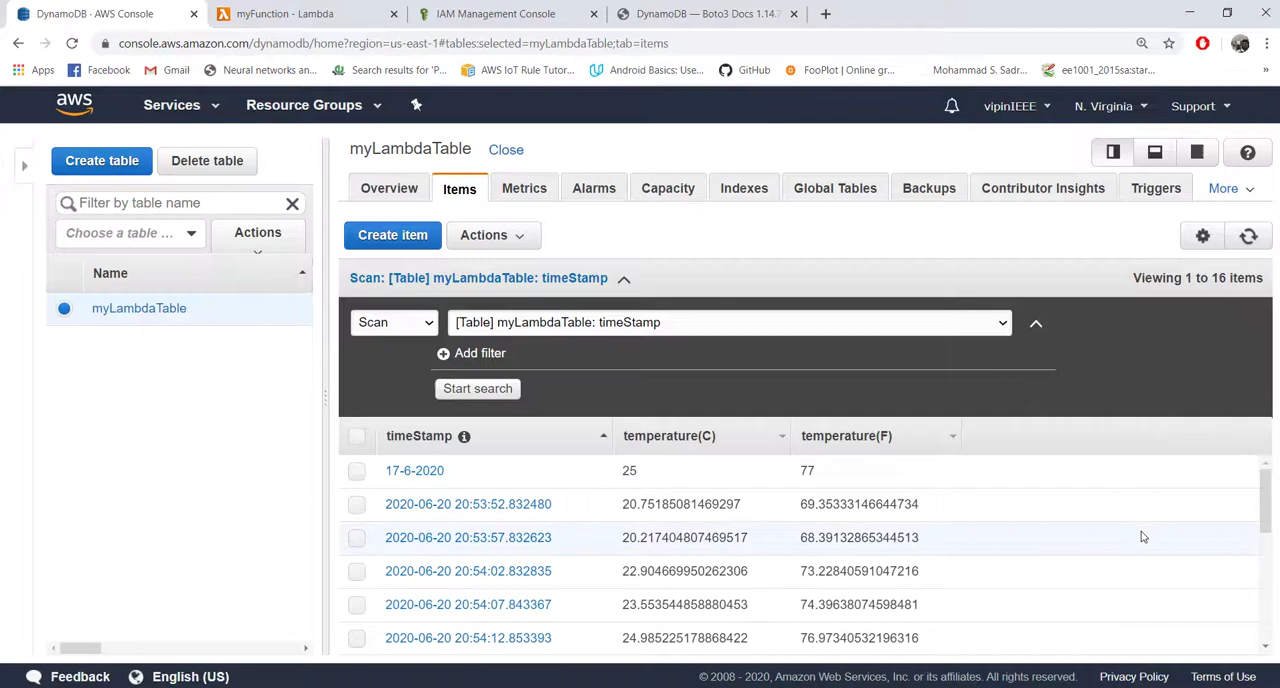 DynamoDB - AWS Console
myFunction - Lambda
IAM Management Console
DynamoDB — Boto3 Docs 1.14.7
console.aws.amazon.com/dynamodb/home?region=us-east-1#tables:selected=myLambdaTable;tab=items
Apps
Facebook
Gmail
Neural networks an...
Search results for 'P...
AWS IoT Rule Tutor...
Android Basics: Use...
GitHub
FooPlot | Online gr...
Mohammad S. Sadr...
ee1001_2015sa:star...
»
aws
Services
Resource Groups
vipinIEEE
N. Virginia
Support
Create table
Delete table
Filter by table name
Choose a table ...
Actions
Name
myLambdaTable
myLambdaTable
Close
Overview
Items
Metrics
Alarms
Capacity
Indexes
Global Tables
Backups
Contributor Insights
Triggers
More
Create item
Actions
Scan: [Table] myLambdaTable: timeStamp
Viewing 1 to 16 items
Scan
[Table] myLambdaTable: timeStamp
Add filter
Start search
timeStamp temperature(C) temperature(F)
17-6-2020 25 77
2020-06-20 20:53:52.832480 20.75185081469297 69.35333146644734
2020-06-20 20:53:57.832623 20.217404807469517 68.39132865344513
2020-06-20 20:54:02.832835 22.904669950262306 73.22840591047216
2020-06-20 20:54:07.843367 23.553544858880453 74.39638074598481
2020-06-20 20:54:12.853393 24.985225178868422 76.97340532196316
Feedback
English (US)
© 2008 - 2020, Amazon Web Services, Inc. or its affiliates. All rights reserved.
Privacy Policy
Terms of Use